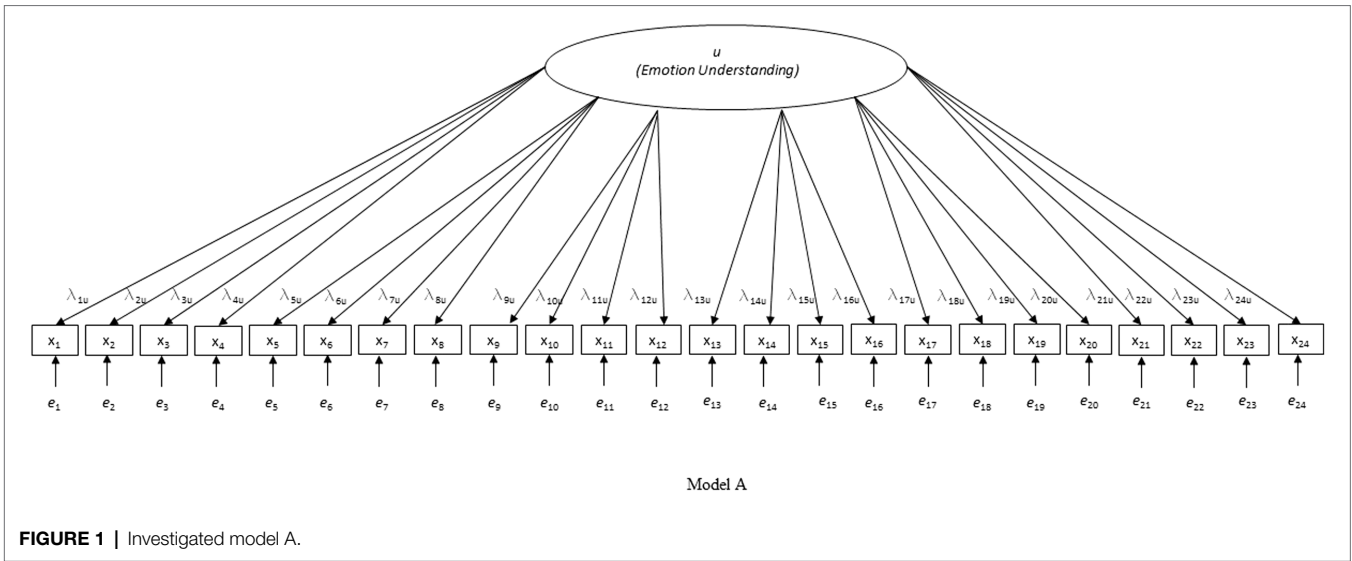 u
(Emotion Understanding)
λ1u λ2u λ3u λ4u λ5u λ6u λ7u λ8u λ9u λ10u λ11u λ12u λ13u λ14u λ15u λ16u λ17u λ18u λ19u λ20u λ21u λ22u λ23u λ24u
x1 x2 x3 x4 x5 x6 x7 x8 x9 x10 x11 x12 x13 x14 x15 x16 x17 x18 x19 x20 x21 x22 x23 x24
e1 e2 e3 e4 e5 e6 e7 e8 e9 e10 e11 e12 e13 e14 e15 e16 e17 e18 e19 e20 e21 e22 e23 e24
Model A
FIGURE 1 | Investigated model A.